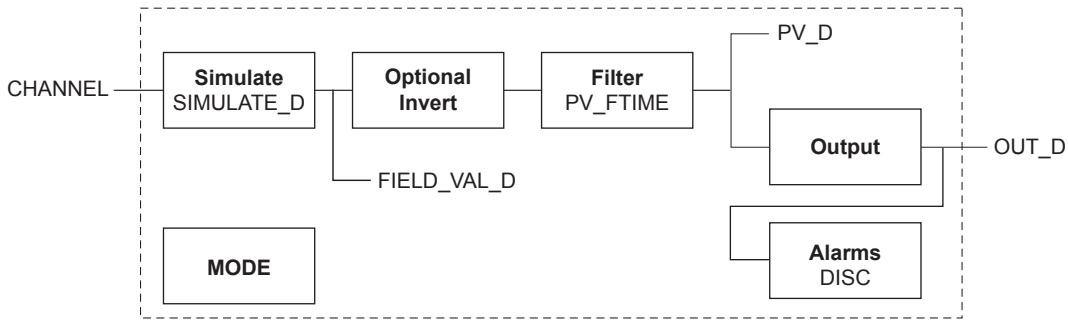 CHANNEL
Simulate
SIMULATE_D
Optional
Invert
Filter
PV_FTIME
PV_D
Output
OUT_D
FIELD_VAL_D
MODE
Alarms
DISC